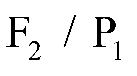 F₂ / P₁